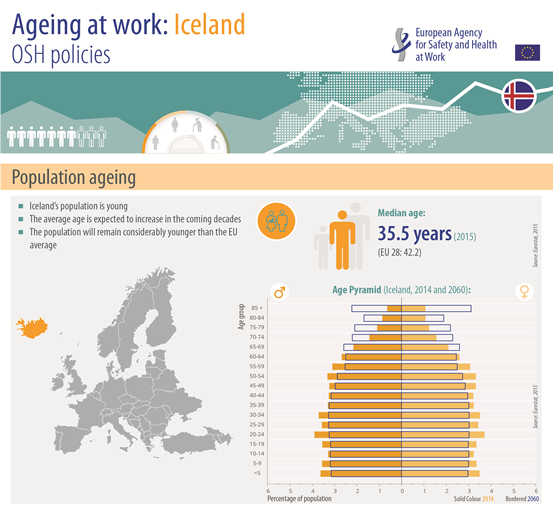 Ageing at work: Iceland
OSH policies
European Agency
for Safety and Health
at Work
Population ageing
Iceland's population is young
The average age is expected to increase in the coming decades
The population will remain considerably younger than the EU
average
Median age:
35.5 years (2015)
(EU 28: 42.2)
Source: Eurostat, 2015
Age Pyramid (Iceland, 2014 and 2060):
Age group
85 +
80-84
75-79
70-74
65-69
60-64
55-59
50-54
45-49
40-44
35-39
30-34
25-29
20-24
15-19
10-14
5-9
<5
Source: Eurostat, 2015
6 5 4 3 2 1 0 1 2 3 4 5 6
Percentage of population
Solid Colour 2014 Bordered 2060